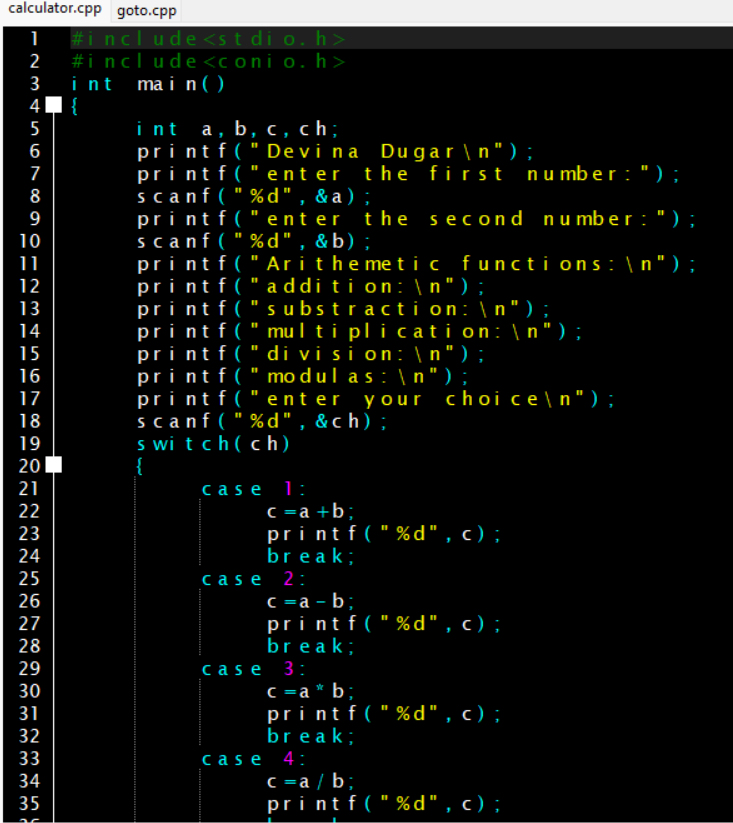 calculator.cpp goto.cpp
1 #include<stdio.h>
2 #include<conio.h>
3 int main()
4 {
5 int a,b,c,ch;
6 printf("Devina Dugar\n");
7 printf("enter the first number:");
8 scanf("%d",&a);
9 printf("enter the second number:");
10 scanf("%d",&b);
11 printf("Arithemetic functions:\n");
12 printf("addition:\n");
13 printf("substraction:\n");
14 printf("multiplication:\n");
15 printf("division:\n");
16 printf("modulas:\n");
17 printf("enter your choice\n");
18 scanf("%d",&ch);
19 switch(ch)
20 {
21 case 1:
22 c=a+b;
23 printf("%d",c);
24 break;
25 case 2:
26 c=a-b;
27 printf("%d",c);
28 break;
29 case 3:
30 c=a*b;
31 printf("%d",c);
32 break;
33 case 4:
34 c=a/b;
35 printf("%d",c);